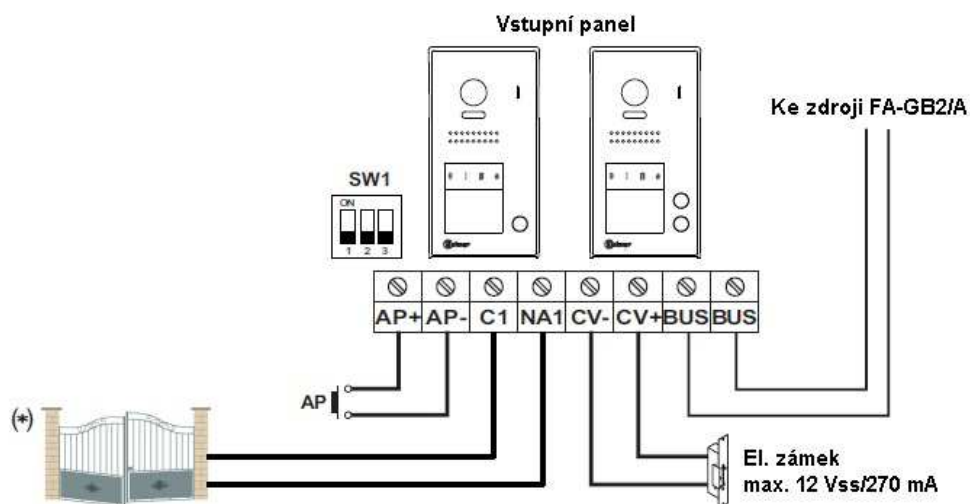 Vstupní panel
Ke zdroji FA-GB2/A
SW1
ON
1 2 3
AP+ AP- C1 NA1 CV- CV+ BUS BUS
AP
(*)
El. zámek
max. 12 Vss/270 mA